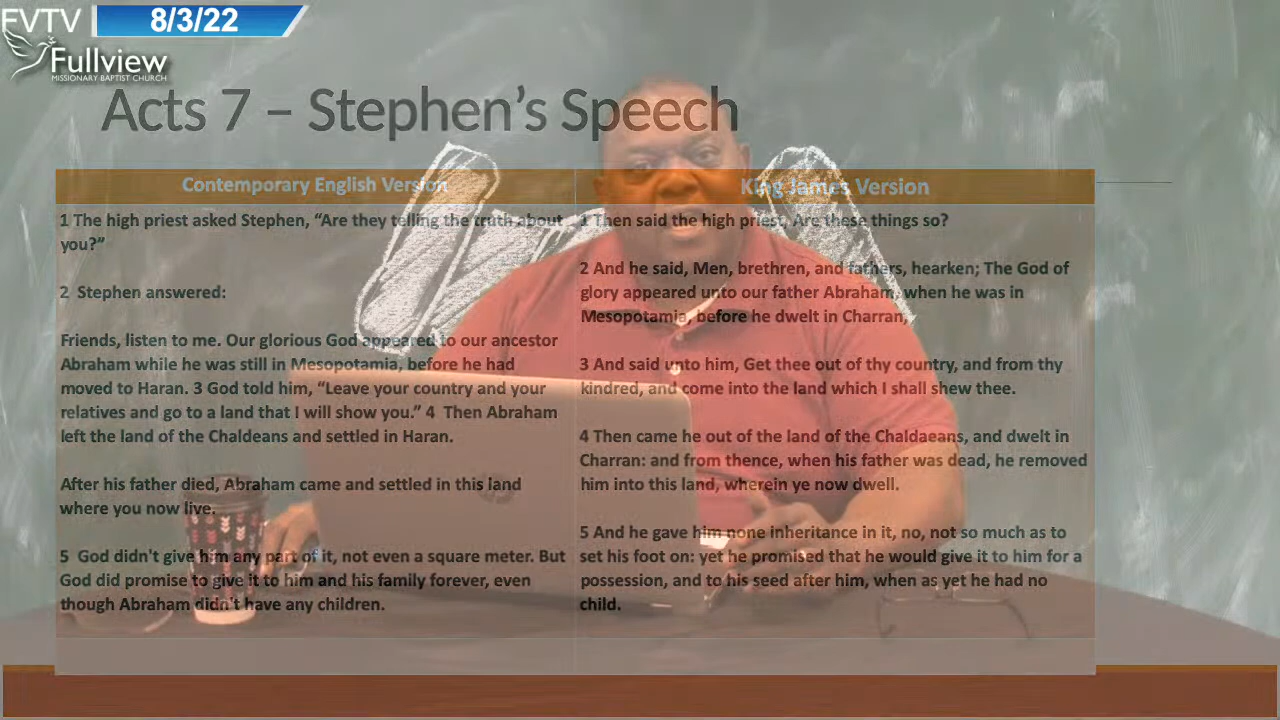 FVTV
8/3/22
Fullview
MISSIONARY BAPTIST CHURCH
Acts 7 – Stephen's Speech
Contemporary English Version
1 The high priest asked Stephen, “Are they telling the truth about
you?”
2 Stephen answered:
Friends, listen to me. Our glorious God appeared to our ancestor
Abraham while he was still in Mesopotamia, before he had
moved to Haran. 3 God told him, “Leave your country and your
relatives and go to a land that I will show you.” 4 Then Abraham
left the land of the Chaldeans and settled in Haran.
After his father died, Abraham came and settled in this land
where you now live.
5 God didn't give him any part of it, not even a square meter. But
God did promise to give it to him and his family forever, even
though Abraham didn't have any children.
King James Version
1 Then said the high priest, Are these things so?
2 And he said, Men, brethren, and fathers, hearken; The God of
glory appeared unto our father Abraham, when he was in
Mesopotamia, before he dwelt in Charran,
3 And said unto him, Get thee out of thy country, and from thy
kindred, and come into the land which I shall shew thee.
4 Then came he out of the land of the Chaldaeans, and dwelt in
Charran: and from thence, when his father was dead, he removed
him into this land, wherein ye now dwell.
5 And he gave him none inheritance in it, no, not so much as to
set his foot on: yet he promised that he would give it to him for a
possession, and to his seed after him, when as yet he had no
child.